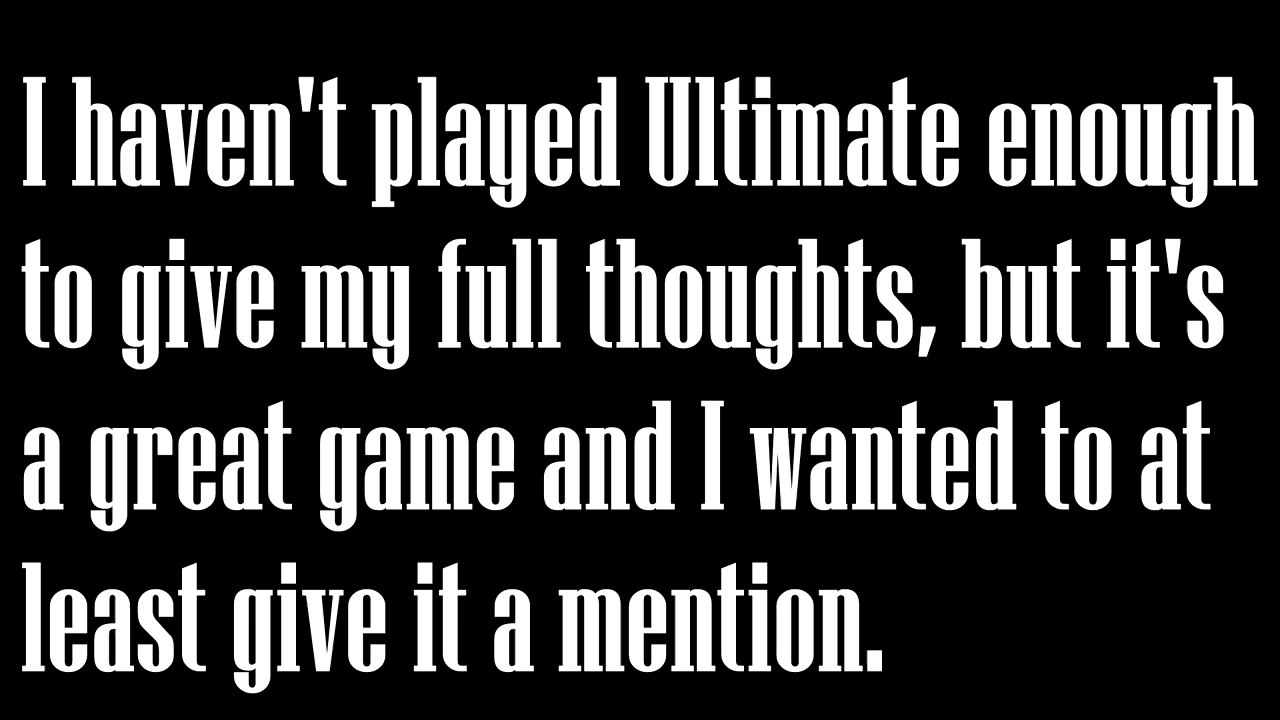 I haven't played Ultimate enough
to give my full thoughts, but it's
a great game and I wanted to at
least give it a mention.